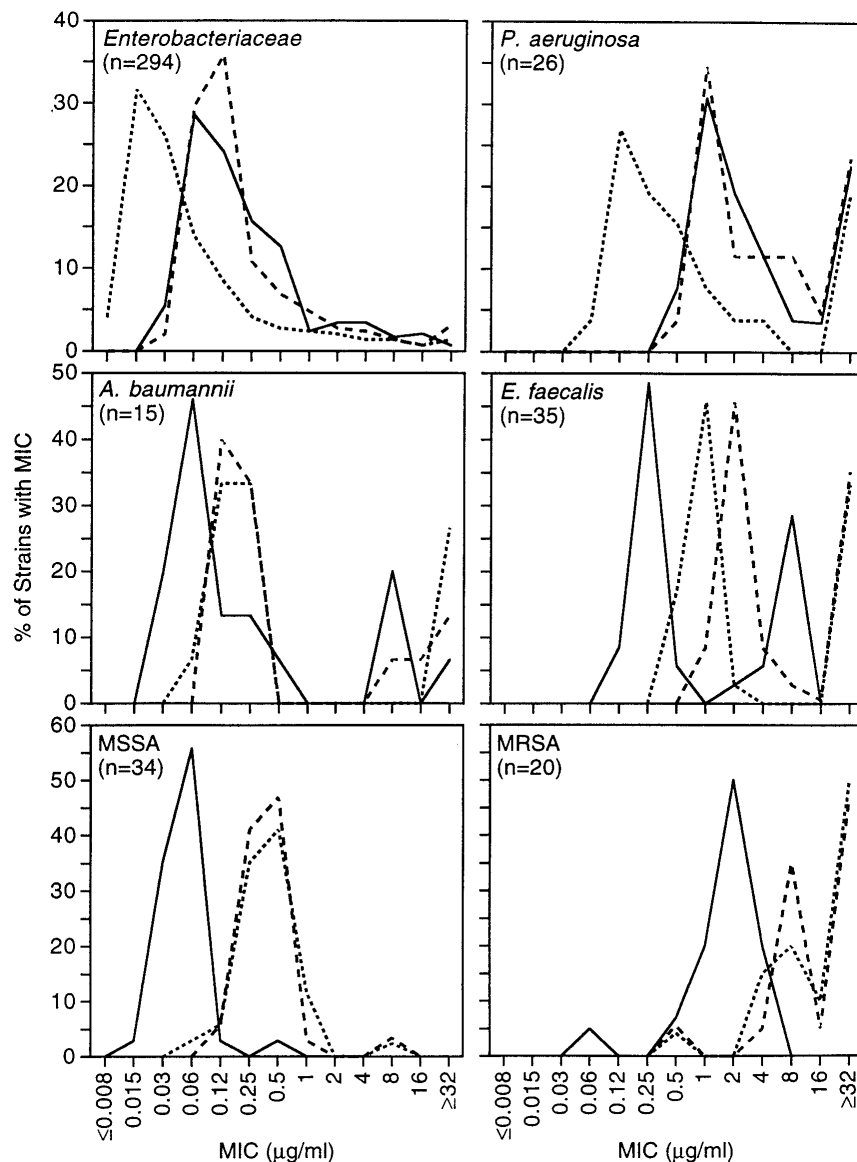 Enterobacteriaceae
(n=294)
P. aeruginosa
(n=26)
40
30
20
10
0
A. baumannii
(n=15)
E. faecalis
(n=35)
50
40
30
20
10
0
% of Strains with MIC
MSSA
(n=34)
MRSA
(n=20)
60
50
40
30
20
10
0
≤0.008
0.015
0.03
0.06
0.12
0.25
0.5
1
2
4
8
16
≥32
≤0.008
0.015
0.03
0.06
0.12
0.25
0.5
1
2
4
8
16
≥32
MIC (μg/ml)
MIC (μg/ml)